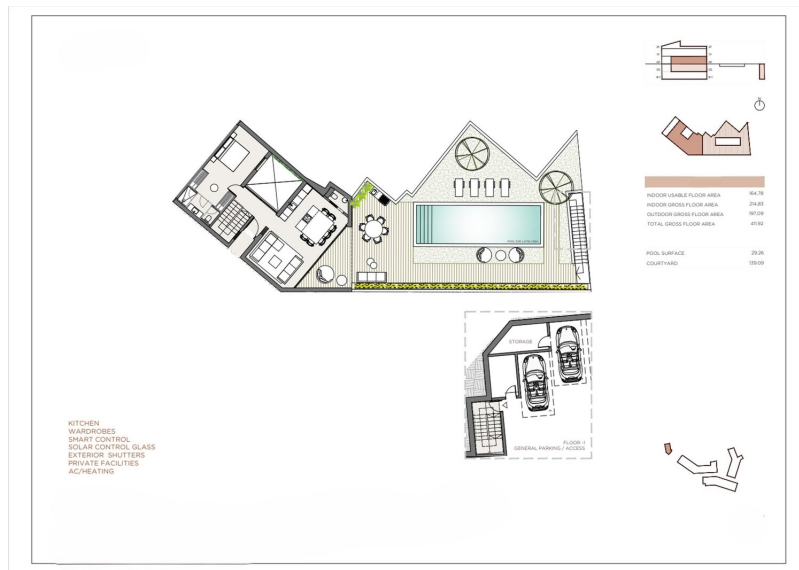 N
INDOOR USABLE FLOOR AREA 164,78
INDOOR GROSS FLOOR AREA 214,83
OUTDOOR GROSS FLOOR AREA 197,09
TOTAL GROSS FLOOR AREA 411.92
POOL SURFACE 29.26
COURTYARD 139.09
STORAGE
FLOOR -1
GENERAL PARKING / ACCESS
KITCHEN
WARDROBES
SMART CONTROL
SOLAR CONTROL GLASS
EXTERIOR SHUTTERS
PRIVATE FACILITIES
AC/HEATING